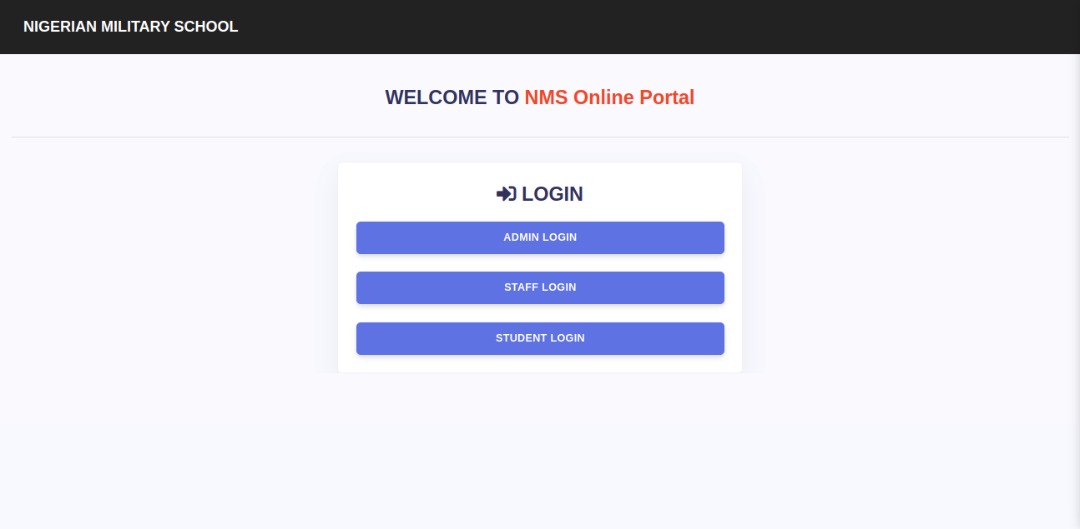 NIGERIAN MILITARY SCHOOL
WELCOME TO NMS Online Portal
LOGIN
ADMIN LOGIN
STAFF LOGIN
STUDENT LOGIN